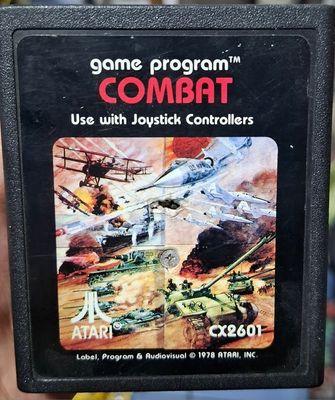 game program™
COMBAT
Use with Joystick Controllers
ATARI®
CX2601
Label, Program & Audiovisual © 1978 ATARI, INC.